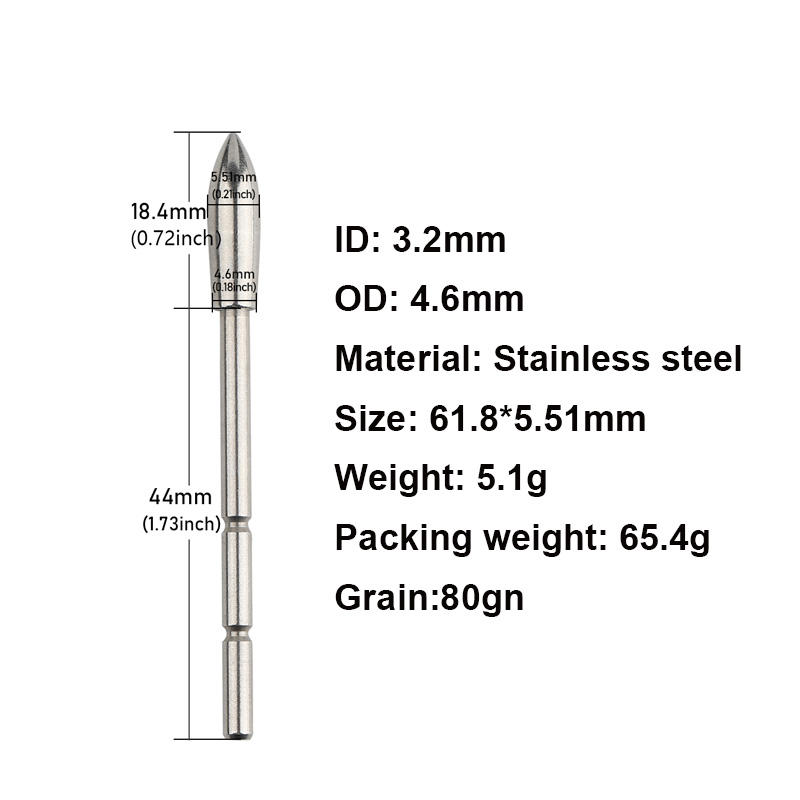 5.51mm
(0.21inch)
18.4mm
(0.72inch)
4.6mm
(0.18inch)
44mm
(1.73inch)
ID: 3.2mm
OD: 4.6mm
Material: Stainless steel
Size: 61.8*5.51mm
Weight: 5.1g
Packing weight: 65.4g
Grain:80gn